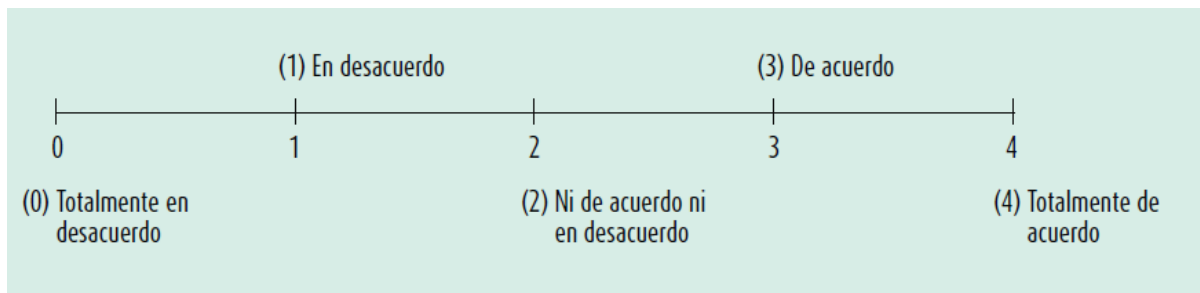 (1) En desacuerdo
(3) De acuerdo
0
1
2
3
4
(0) Totalmente en
desacuerdo
(2) Ni de acuerdo ni
en desacuerdo
(4) Totalmente de
acuerdo